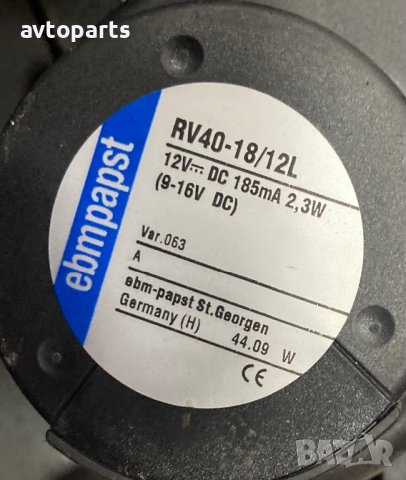 avtoparts
ebmpapst
RV40-18/12L
12V⎓ DC 185mA 2,3W
(9-16V DC)
Var.063
A
ebm-papst St.Georgen
Germany (H)
44.09 W
CE
BAZAR